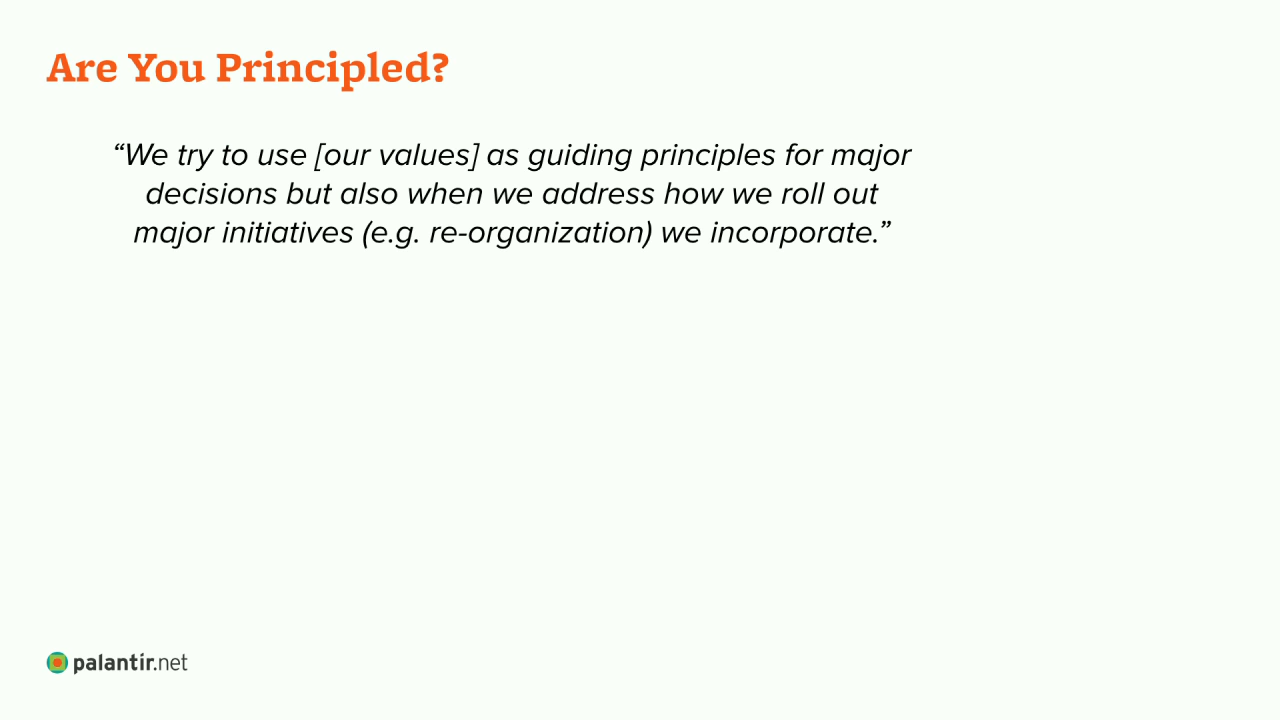 Are You Principled?
“We try to use [our values] as guiding principles for major
decisions but also when we address how we roll out
major initiatives (e.g. re-organization) we incorporate.”
palantir.net